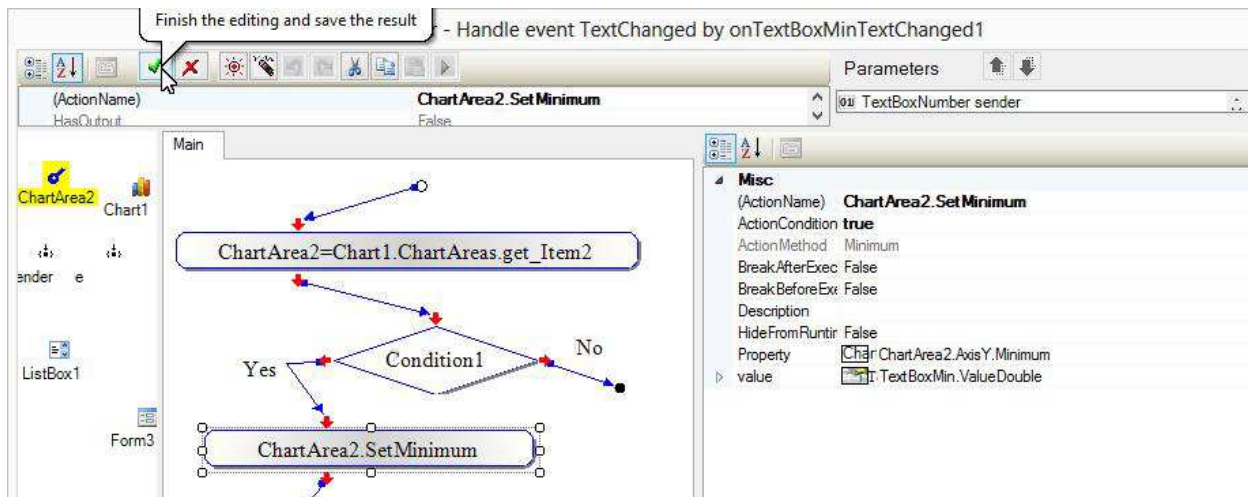 Finish the editing and save the result
r - Handle event TextChanged by onTextBoxMinTextChanged1
Parameters
(ActionName) ChartArea2.SetMinimum
HasOutput False
TextBoxNumber sender
Main
ChartArea2
Chart1
ender e
ListBox1
Form3
ChartArea2=Chart1.ChartAreas.get_Item2
Condition1
Yes
No
ChartArea2.SetMinimum
Misc
(ActionName) ChartArea2.SetMinimum
ActionCondition true
ActionMethod Minimum
BreakAfterExec False
BreakBeforeExe False
Description
HideFromRuntir False
Property Char ChartArea2.AxisY.Minimum
value T TextBoxMin.ValueDouble